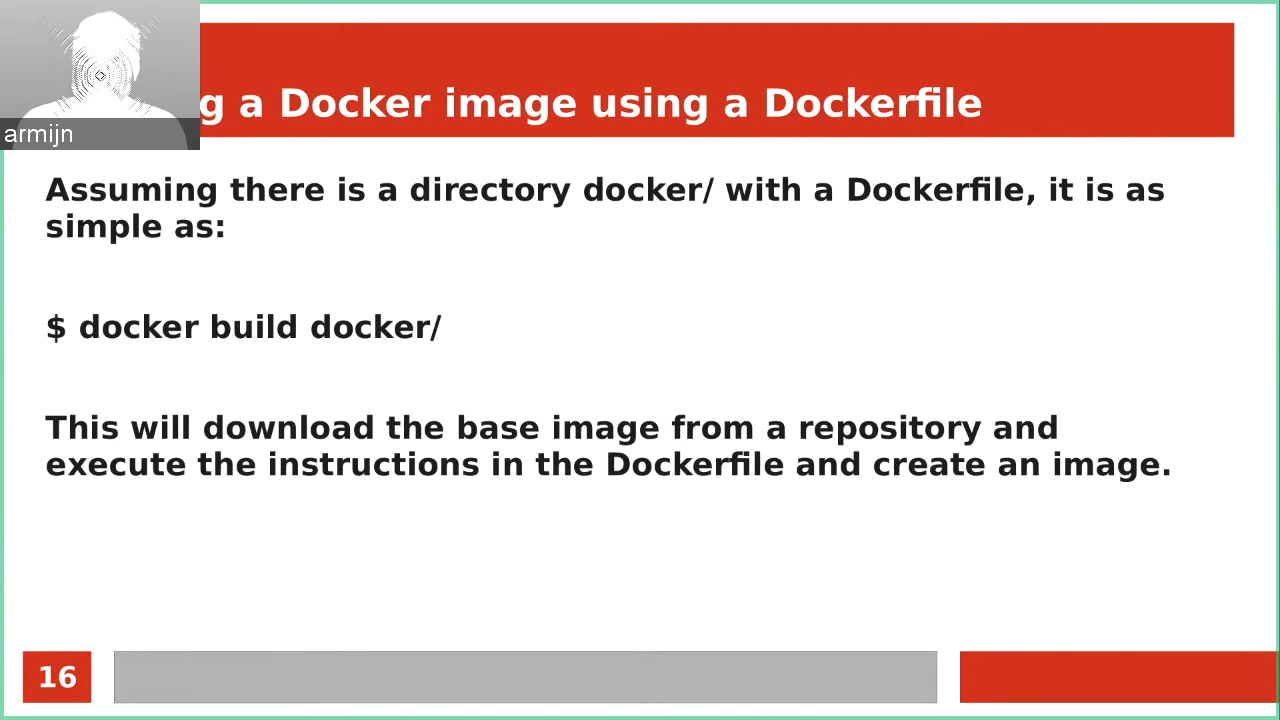 g a Docker image using a Dockerfile
armijn
Assuming there is a directory docker/ with a Dockerfile, it is as
simple as:
$ docker build docker/
This will download the base image from a repository and
execute the instructions in the Dockerfile and create an image.
16